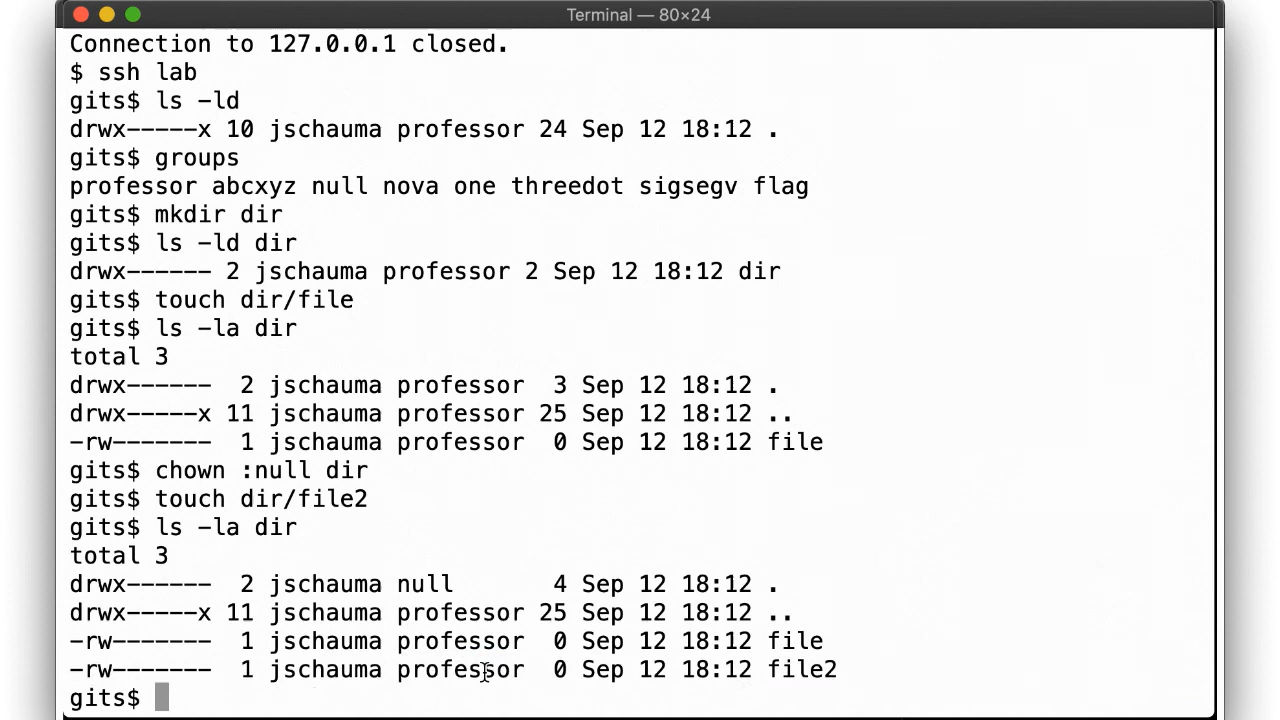 Terminal — 80×24
Connection to 127.0.0.1 closed.
$ ssh lab
gits$ ls -ld
drwx-----x 10 jschauma professor 24 Sep 12 18:12 .
gits$ groups
professor abcxyz null nova one threedot sigsegv flag
gits$ mkdir dir
gits$ ls -ld dir
drwx------ 2 jschauma professor 2 Sep 12 18:12 dir
gits$ touch dir/file
gits$ ls -la dir
total 3
drwx------  2 jschauma professor  3 Sep 12 18:12 .
drwx-----x 11 jschauma professor 25 Sep 12 18:12 ..
-rw-------  1 jschauma professor  0 Sep 12 18:12 file
gits$ chown :null dir
gits$ touch dir/file2
gits$ ls -la dir
total 3
drwx------  2 jschauma null       4 Sep 12 18:12 .
drwx-----x 11 jschauma professor 25 Sep 12 18:12 ..
-rw-------  1 jschauma professor  0 Sep 12 18:12 file
-rw-------  1 jschauma professor  0 Sep 12 18:12 file2
gits$